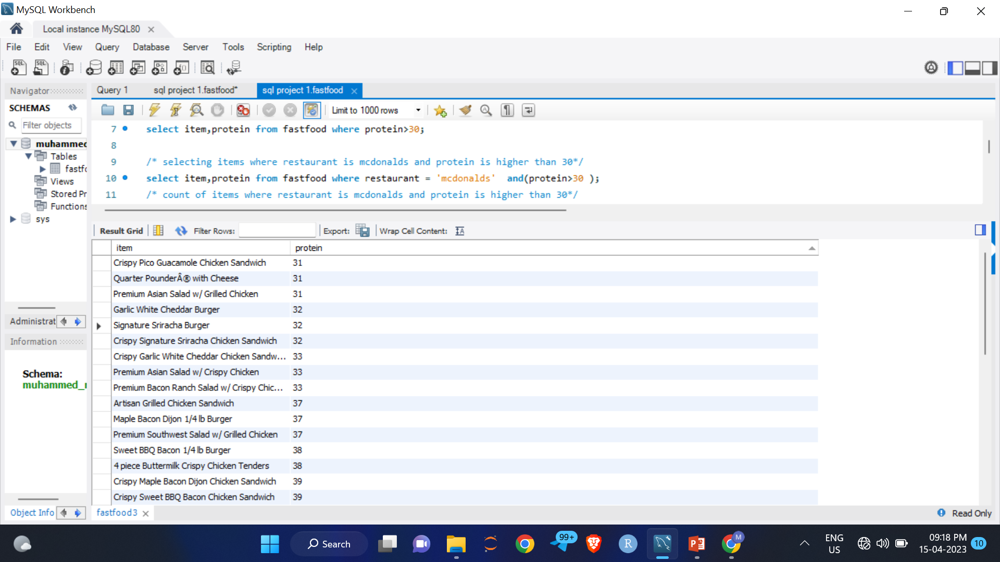 MySQL Workbench
Local instance MySQL80
File Edit View Query Database Server Tools Scripting Help
Navigator
Query 1 sql project 1.fastfood* sql project 1.fastfood
SCHEMAS
Limit to 1000 rows
Filter objects
muhammed
Tables
fastfo
Views
Stored Pr
Functions
sys
7 select item,protein from fastfood where protein>30;
8
9 /* selecting items where restaurant is mcdonalds and protein is higher than 30*/
10 select item,protein from fastfood where restaurant = 'mcdonalds' and(protein>30 );
11 /* count of items where restaurant is mcdonalds and protein is higher than 30*/
Result Grid Filter Rows: Export: Wrap Cell Content:
item protein
Crispy Pico Guacamole Chicken Sandwich 31
Quarter PounderÂ® with Cheese 31
Premium Asian Salad w/ Grilled Chicken 31
Garlic White Cheddar Burger 32
Signature Sriracha Burger 32
Crispy Signature Sriracha Chicken Sandwich 32
Crispy Garlic White Cheddar Chicken Sandw... 33
Premium Asian Salad w/ Crispy Chicken 33
Premium Bacon Ranch Salad w/ Crispy Chic... 33
Artisan Grilled Chicken Sandwich 37
Maple Bacon Dijon 1/4 lb Burger 37
Premium Southwest Salad w/ Grilled Chicken 37
Sweet BBQ Bacon 1/4 lb Burger 38
4 piece Buttermilk Crispy Chicken Tenders 38
Crispy Maple Bacon Dijon Chicken Sandwich 39
Crispy Sweet BBQ Bacon Chicken Sandwich 39
Administrat
Information
Schema:
muhammed_
Object Info
fastfood 3
Read Only
Search
99+
R
P
M
ENG
US
09:18 PM
15-04-2023
10